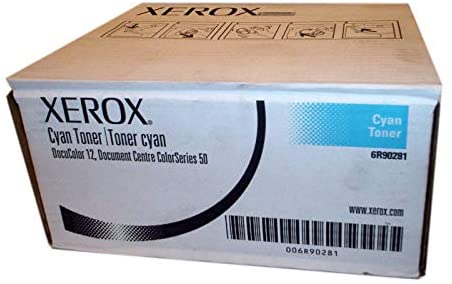 XEROX
XEROX.
Cyan Toner | Toner cyan
DocuColor 12, Document Centre ColorSeries 50
Cyan
Toner
6R90281
www.xerox.com
006R90281